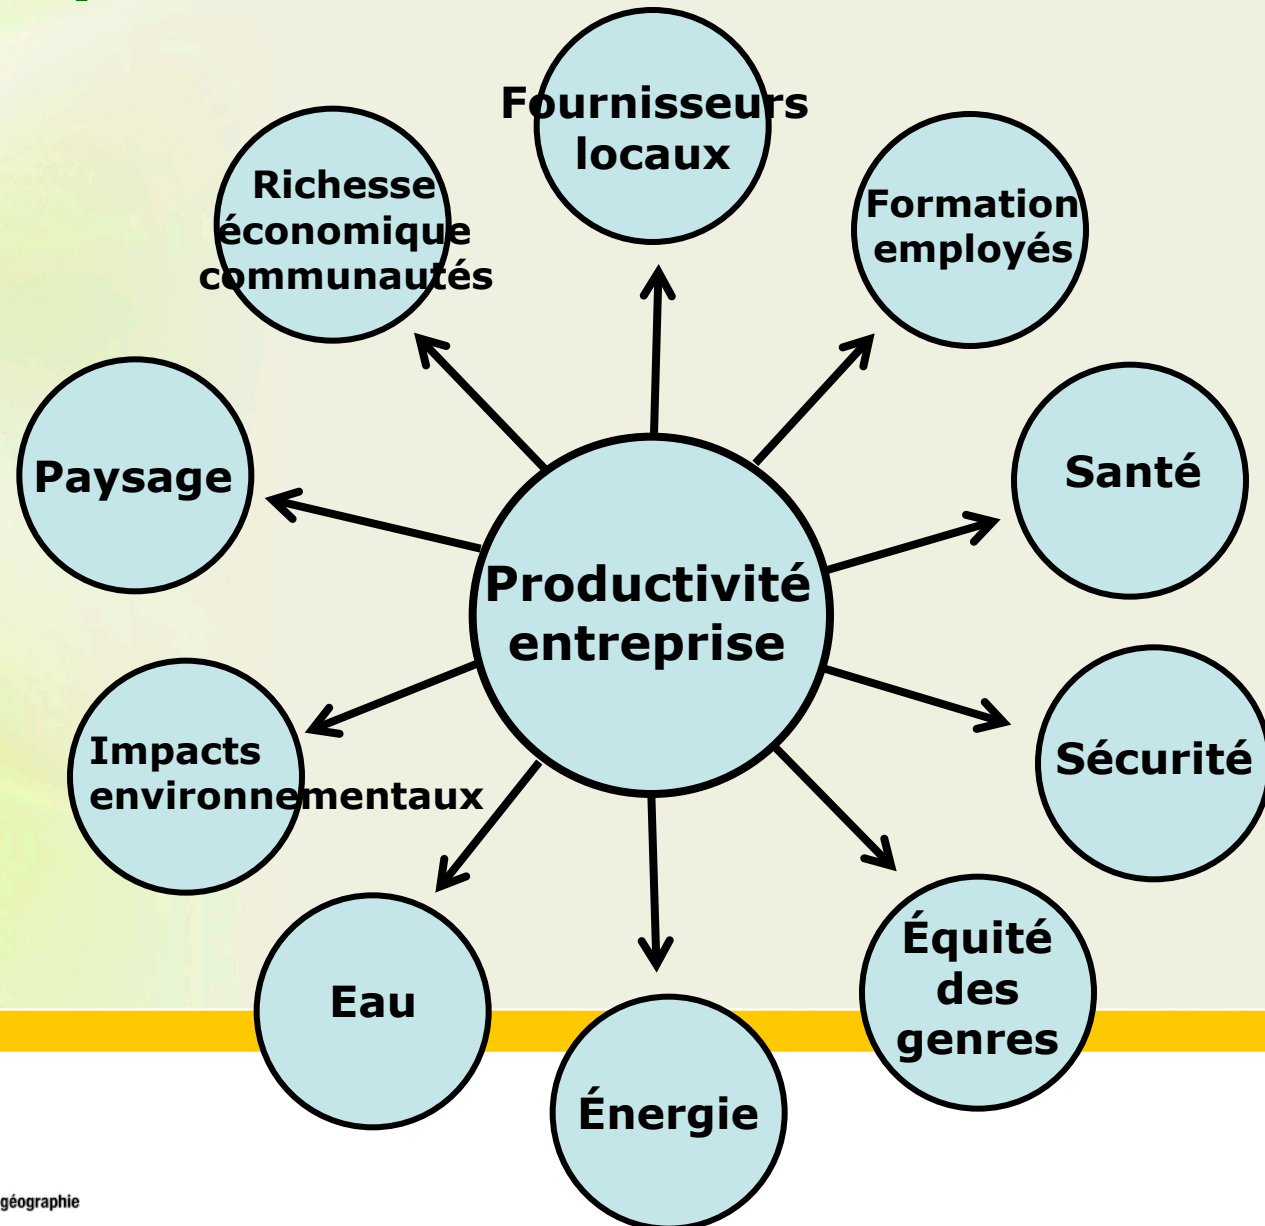 Fournisseurs
locaux
Richesse
économique
communautés
Formation
employés
Paysage
Santé
Productivité
entreprise
Impacts
environnementaux
Sécurité
Eau
Équité
des
genres
Énergie
géographie